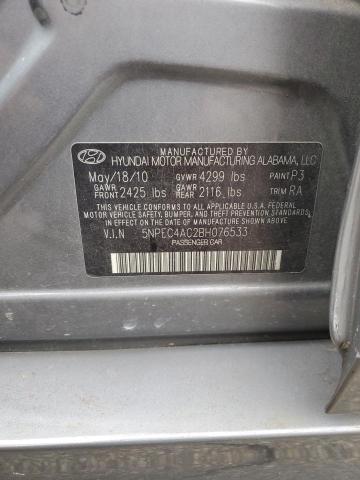 MANUFACTURED BY
HYUNDAI MOTOR MANUFACTURING ALABAMA, LLC
May/18/10 GVWR 4299 lbs PAINT P3
GAWR FRONT 2425 lbs GAWR REAR 2116 lbs TRIM RA
THIS VEHICLE CONFORMS TO ALL APPLICABLE U.S.A. FEDERAL
MOTOR VEHICLE SAFETY, BUMPER, AND THEFT PREVENTION STANDARDS
IN EFFECT ON THE DATE OF MANUFACTURE SHOWN ABOVE.
V.I.N 5NPEC4AC2BH076533
PASSENGER CAR